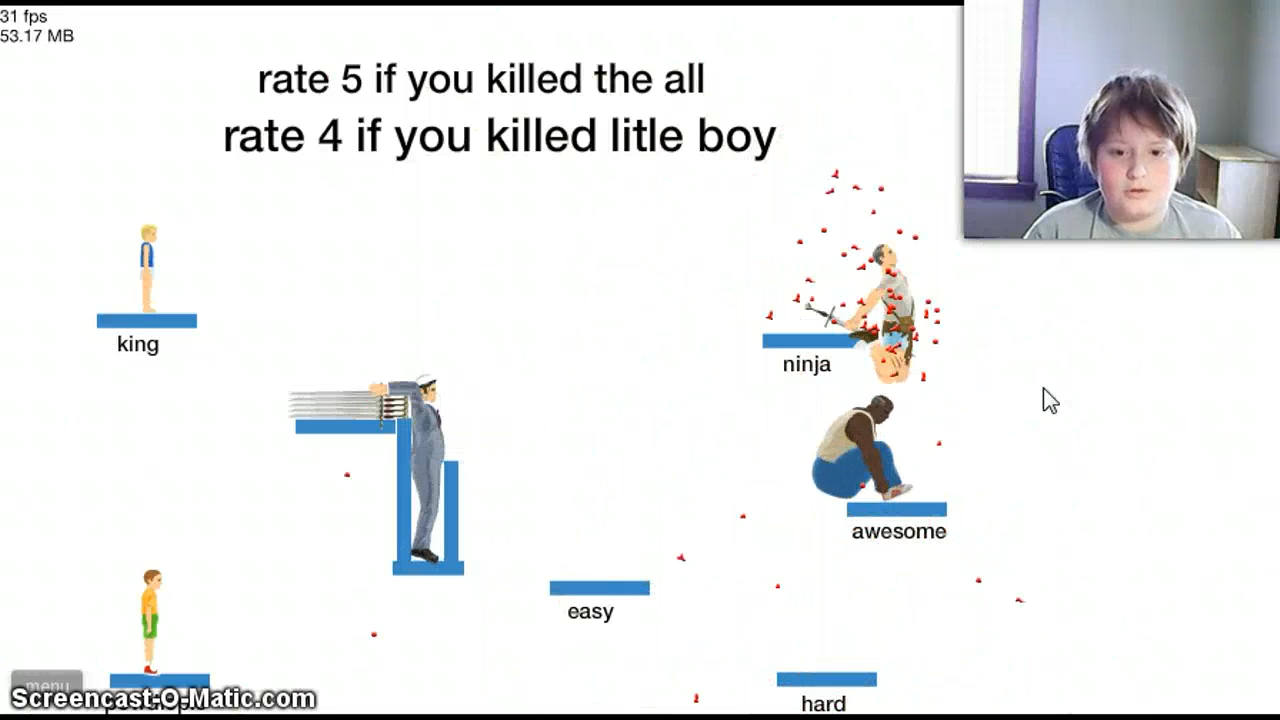 31 fps
53.17 MB
rate 5 if you killed the all
rate 4 if you killed litle boy
king
ninja
awesome
easy
menu
Screencast-O-Matic.com
hard